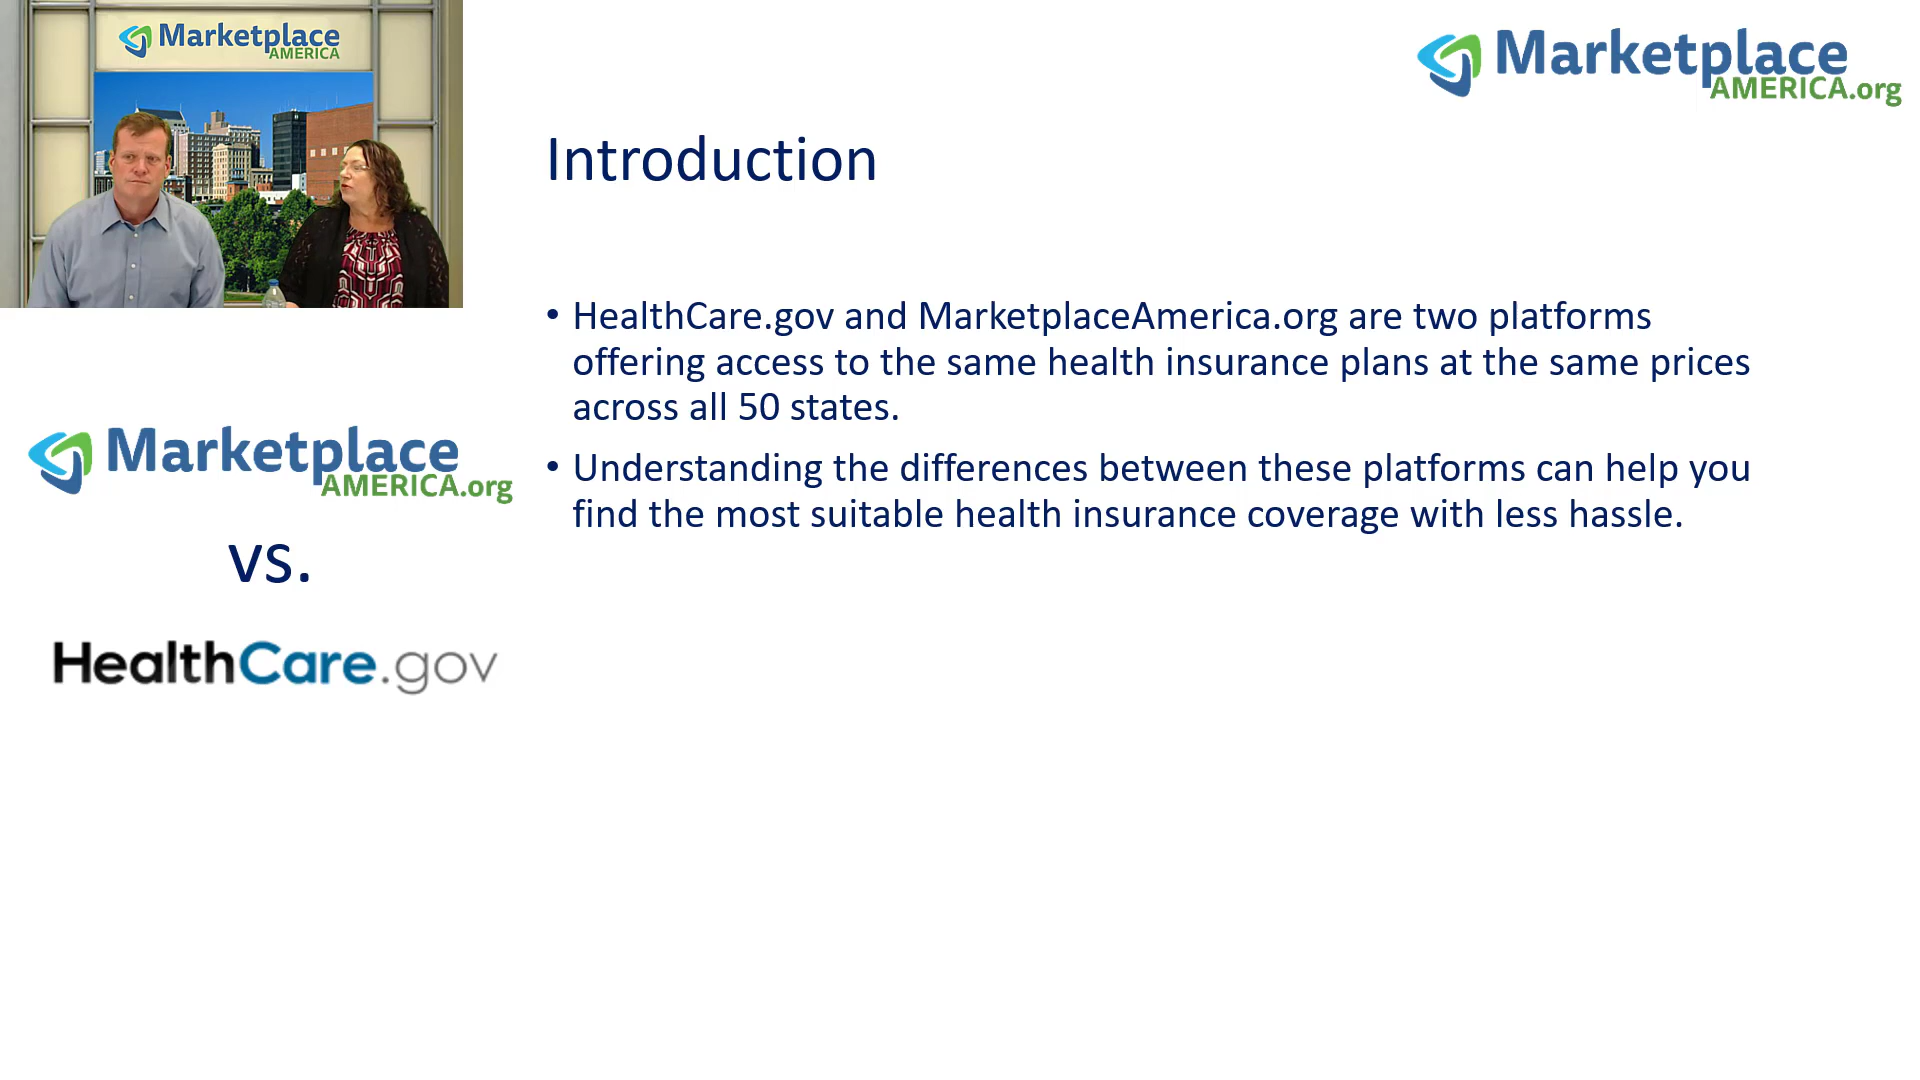 Marketplace
AMERICA
Marketplace
AMERICA.org
Introduction
• HealthCare.gov and MarketplaceAmerica.org are two platforms
offering access to the same health insurance plans at the same prices
across all 50 states.
• Understanding the differences between these platforms can help you
find the most suitable health insurance coverage with less hassle.
Marketplace
AMERICA.org
vs.
HealthCare.gov